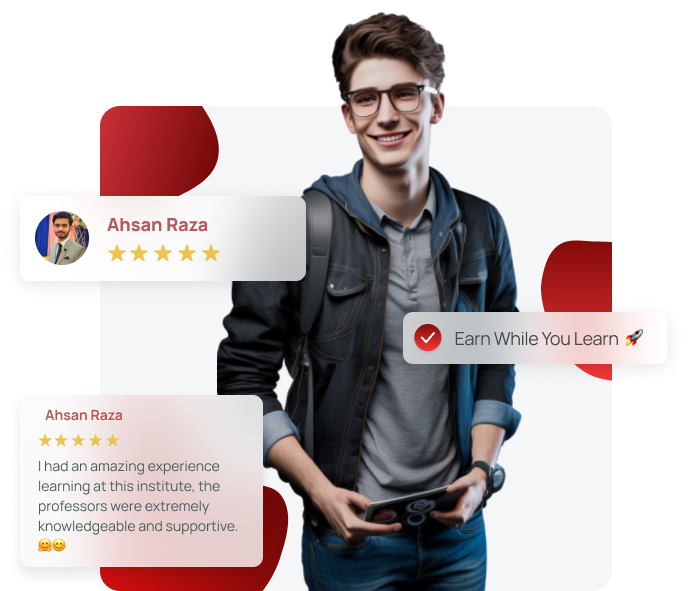 Ahsan Raza
Earn While You Learn 🚀
Ahsan Raza
I had an amazing experience
learning at this institute, the
professors were extremely
knowledgeable and supportive.
🤗😊